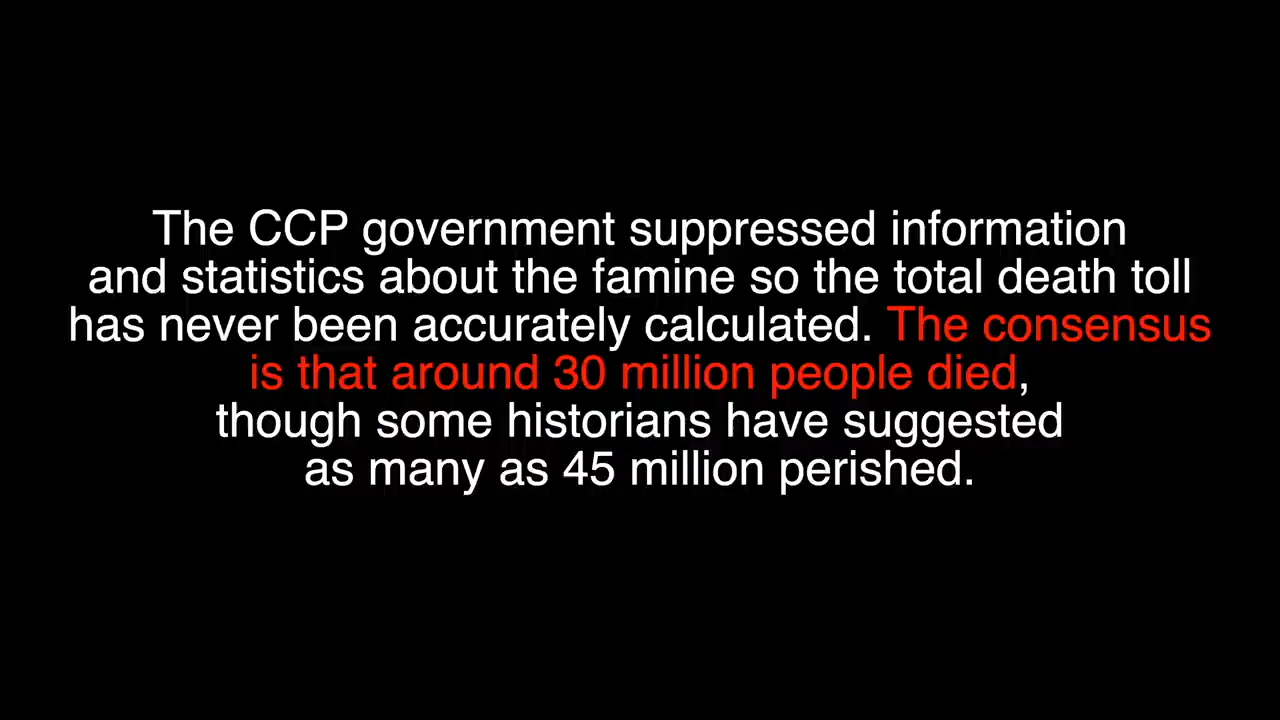 The CCP government suppressed information
and statistics about the famine so the total death toll
has never been accurately calculated. The consensus
is that around 30 million people died,
though some historians have suggested
as many as 45 million perished.